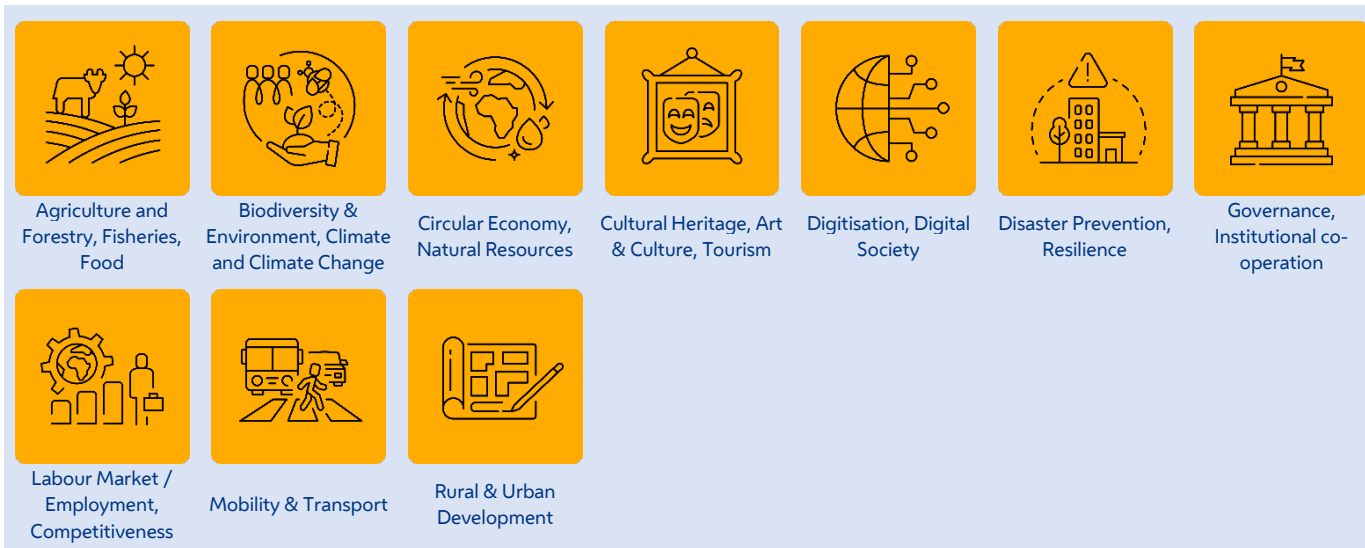 Agriculture and
Forestry, Fisheries,
Food
Biodiversity &
Environment, Climate
and Climate Change
Circular Economy,
Natural Resources
Cultural Heritage, Art
& Culture, Tourism
Digitisation, Digital
Society
Disaster Prevention,
Resilience
Governance,
Institutional co-
operation
Labour Market /
Employment,
Competitiveness
Mobility & Transport
Rural & Urban
Development